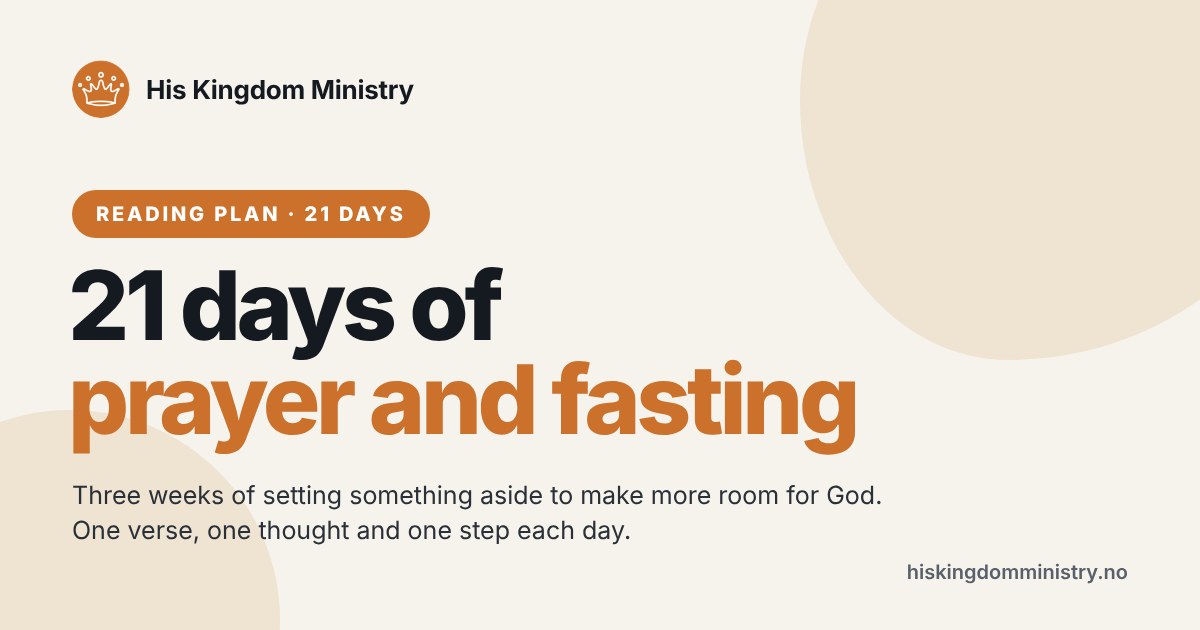 His Kingdom Ministry
READING PLAN · 21 DAYS
21 days of
prayer and fasting
Three weeks of setting something aside to make more room for God.
One verse, one thought and one step each day.
hiskingdomministry.no